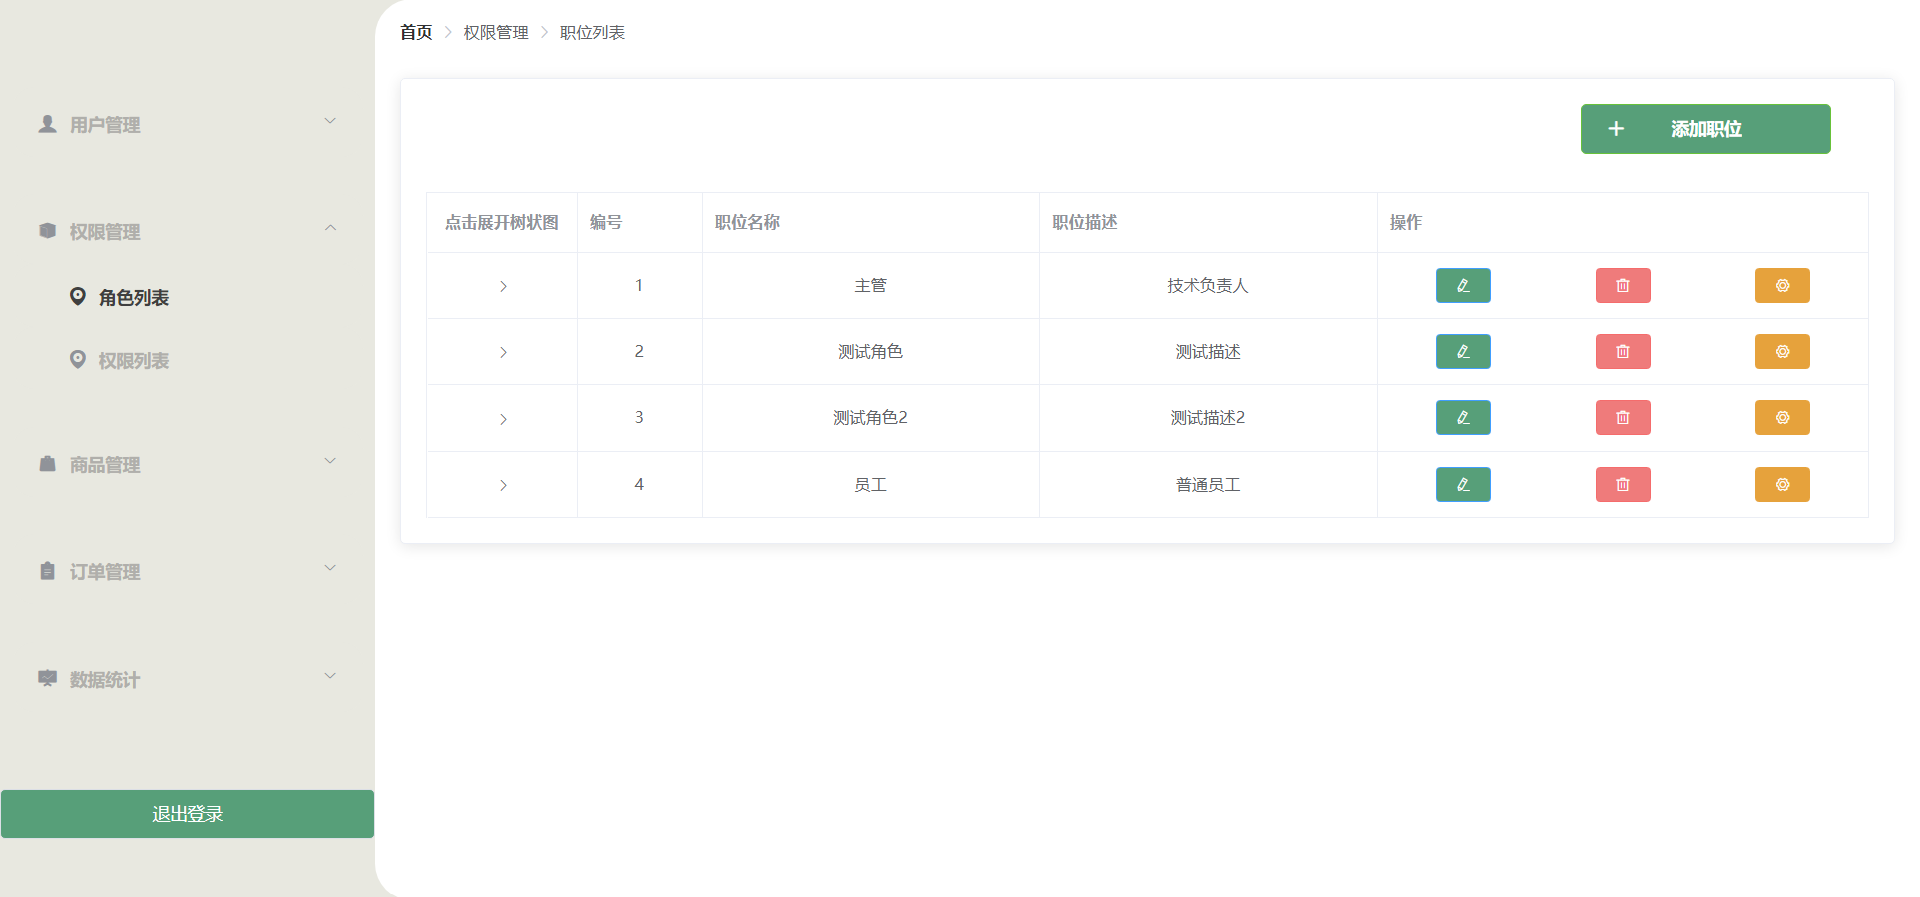 用户管理
权限管理
角色列表
权限列表
商品管理
订单管理
数据统计
退出登录
首页 权限管理 职位列表
添加职位
点击展开树状图 编号 职位名称 职位描述 操作
1 主管 技术负责人
2 测试角色 测试描述
3 测试角色2 测试描述2
4 员工 普通员工